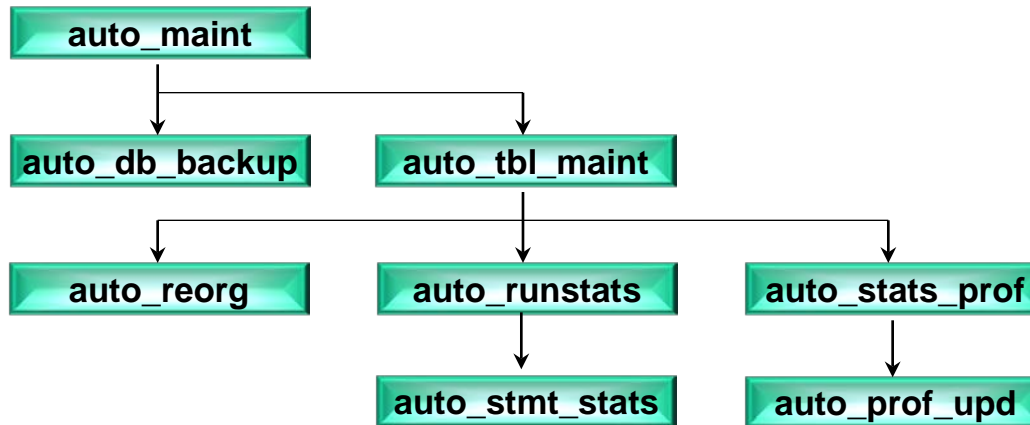 auto_maint
auto_db_backup
auto_tbl_maint
auto_reorg
auto_runstats
auto_stats_prof
auto_stmt_stats
auto_prof_upd